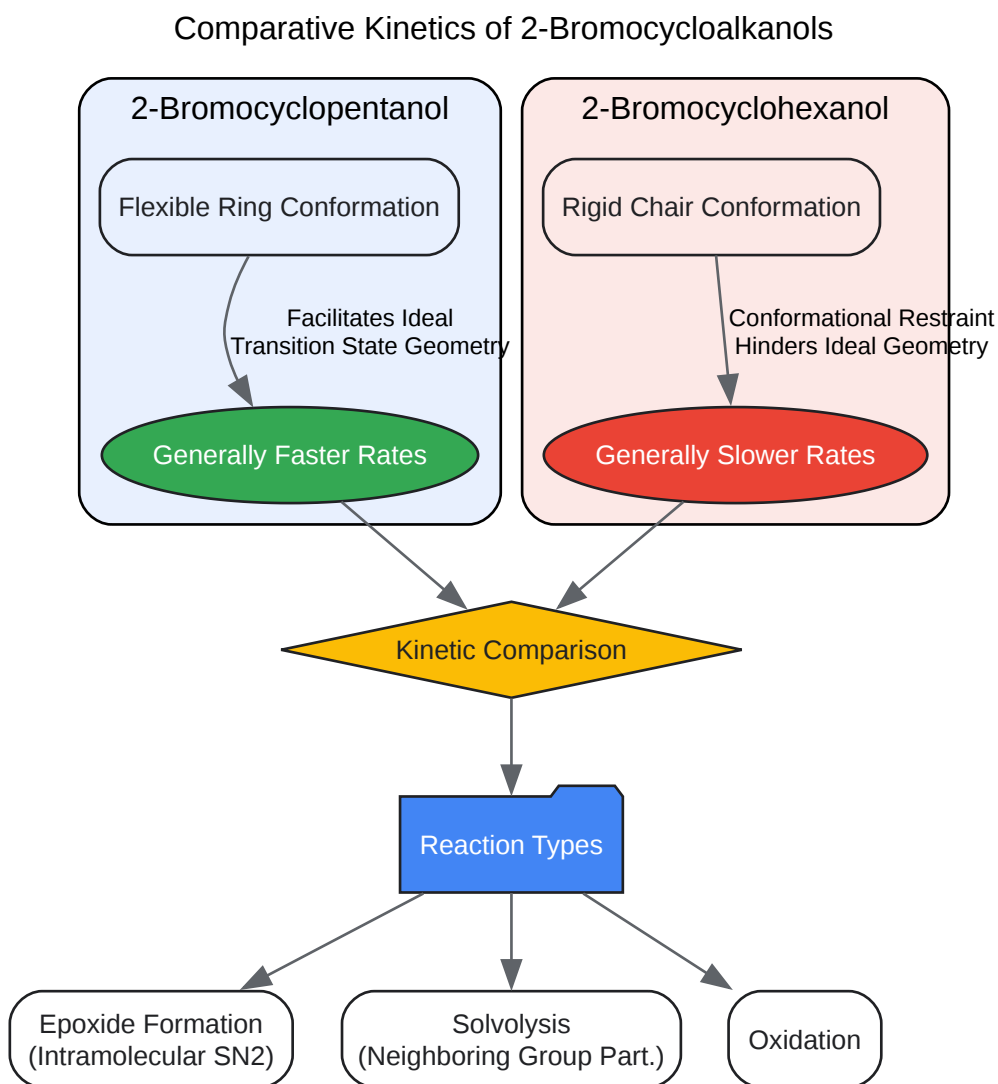 Comparative Kinetics of 2-Bromocycloalkanols
2-Bromocyclopentanol
2-Bromocyclohexanol
Flexible Ring Conformation
Rigid Chair Conformation
Facilitates Ideal
Transition State Geometry
Conformational Restraint
Hinders Ideal Geometry
Generally Faster Rates
Generally Slower Rates
Kinetic Comparison
Reaction Types
Epoxide Formation
(Intramolecular SN2)
Solvolysis
(Neighboring Group Part.)
Oxidation